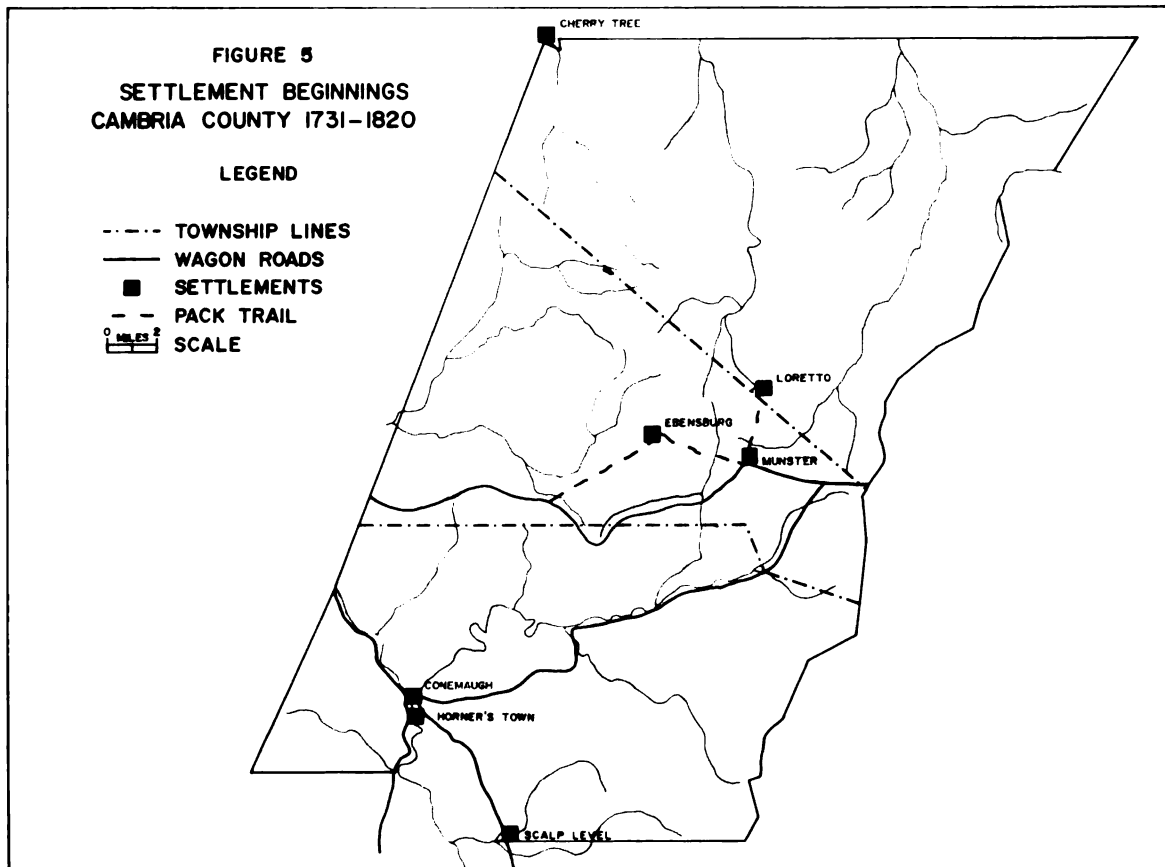 FIGURE 5
SETTLEMENT BEGINNINGS
CAMBRIA COUNTY 1731-1820
LEGEND
TOWNSHIP LINES
WAGON ROADS
SETTLEMENTS
PACK TRAIL
0 MILES 2
SCALE
CHERRY TREE
LORETTO
EBENSBURG
MUNSTER
CONEMAUGH
HORNER'S TOWN
SCALP LEVEL